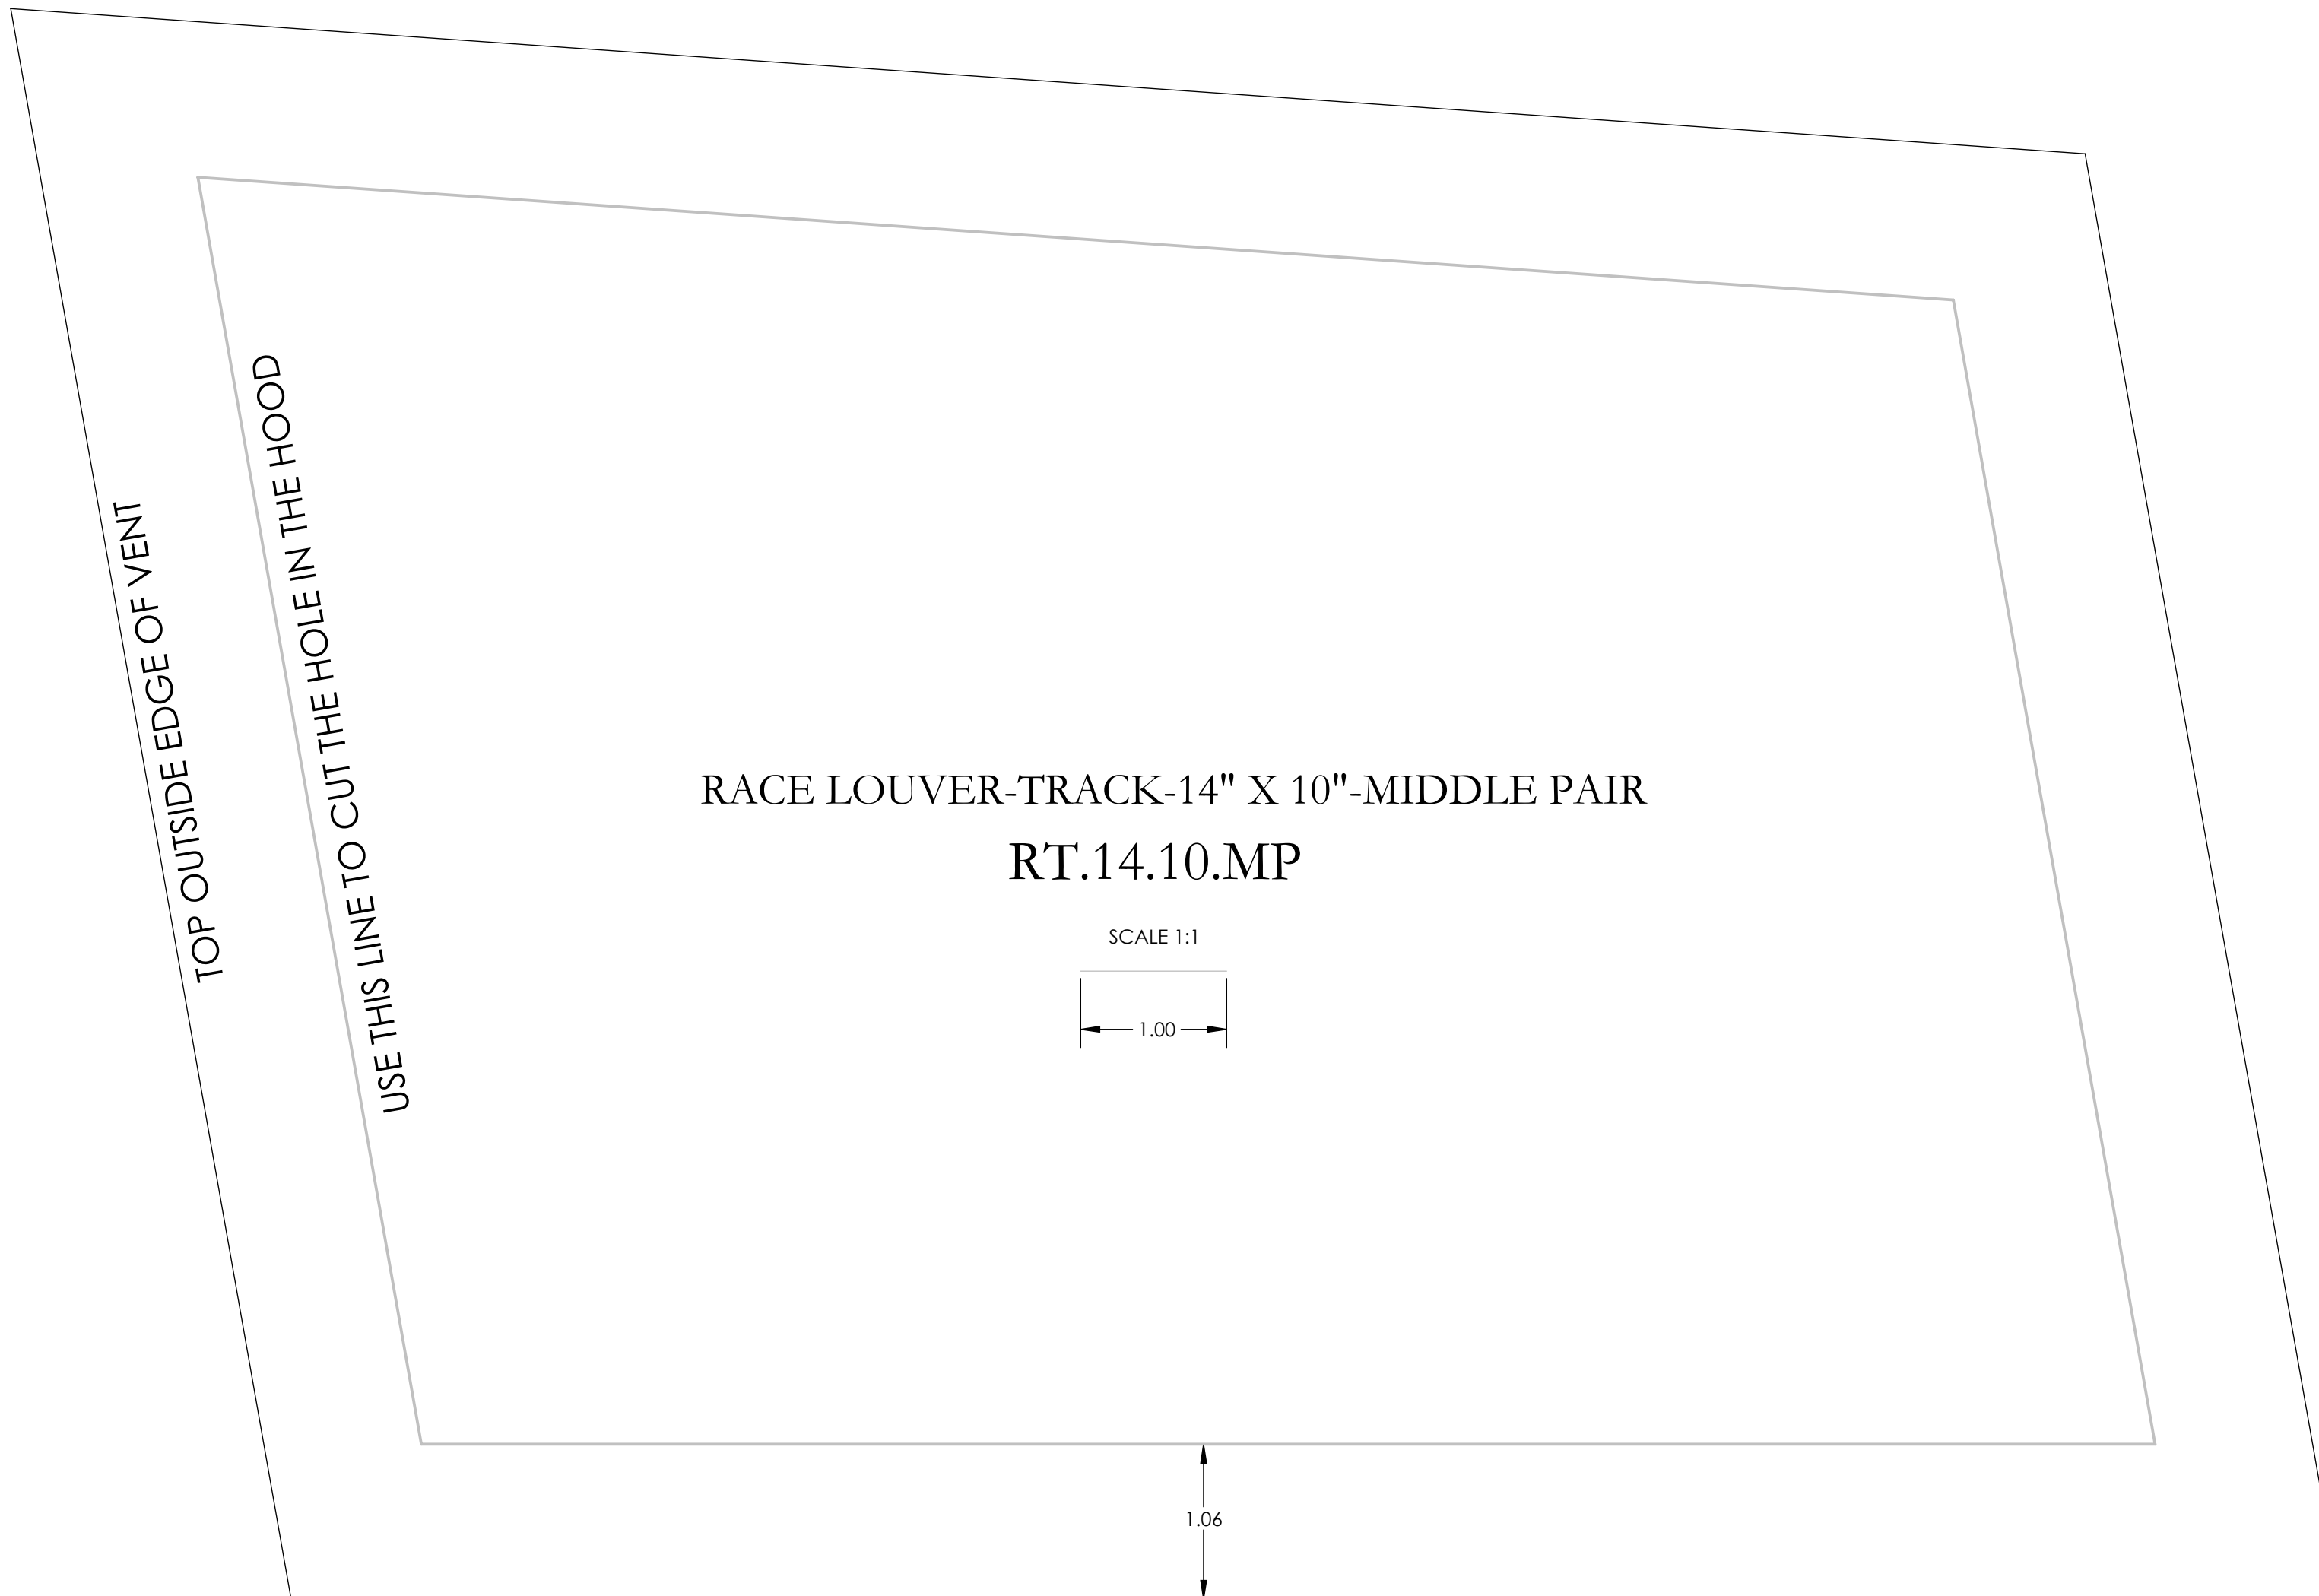 TOP OUTSIDE EDGE OF VENT
USE THIS LINE TO CUT THE HOLE IN THE HOOD
RACE LOUVER-TRACK-14" X 10"-MIDDLE PAIR
RT.14.10.MP
SCALE 1:1
1.00
1.06